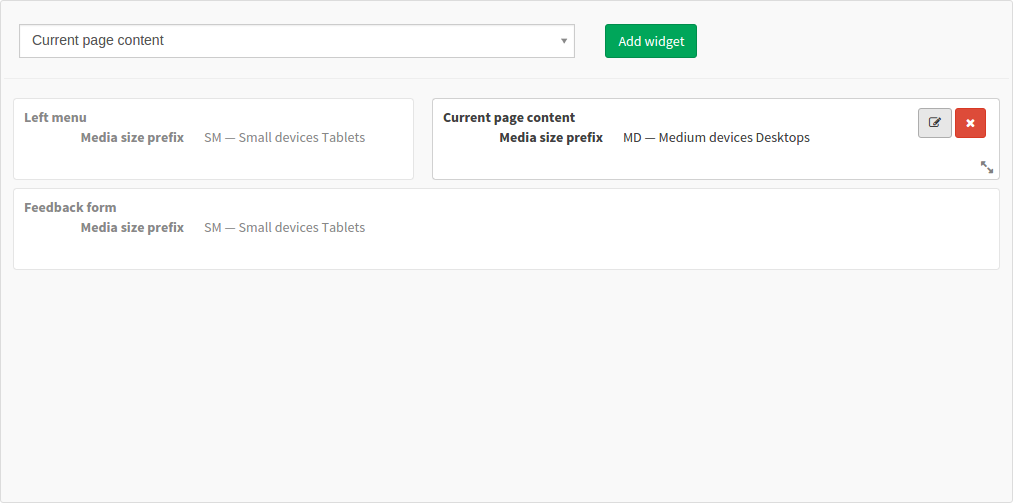 Current page content
Add widget
Left menu
Media size prefix SM — Small devices Tablets
Current page content
Media size prefix MD — Medium devices Desktops
Feedback form
Media size prefix SM — Small devices Tablets